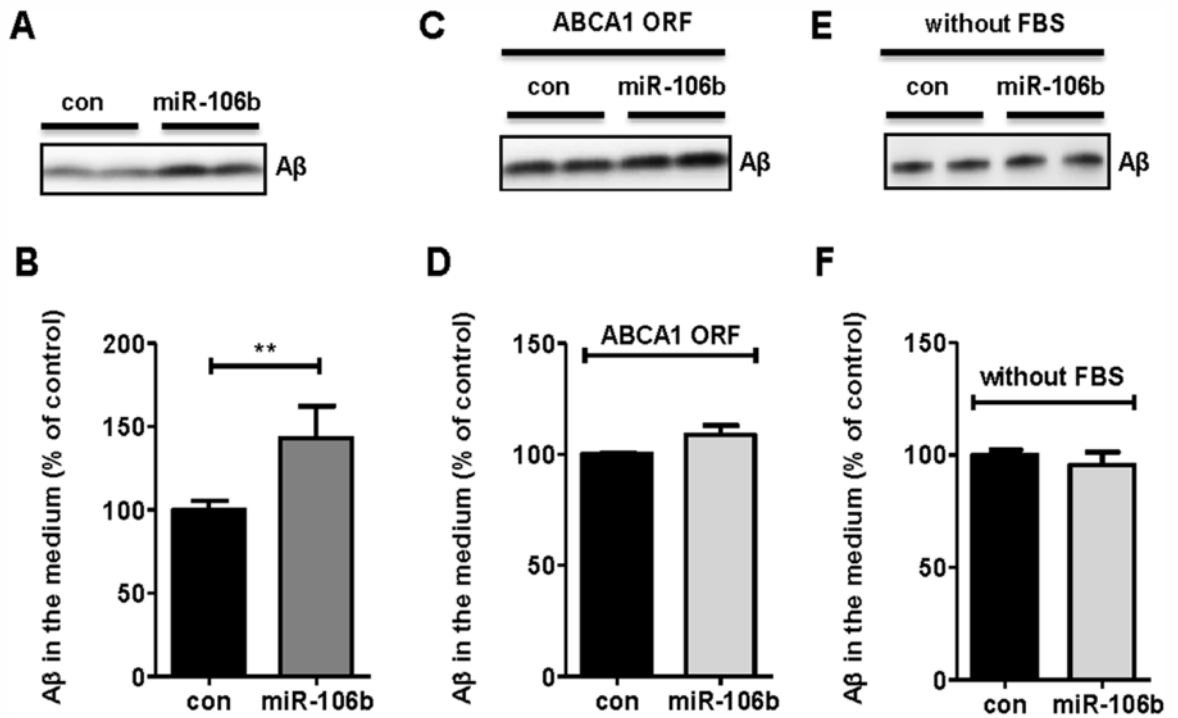 A
con miR-106b
Aβ
C
ABCA1 ORF
con miR-106b
Aβ
E
without FBS
con miR-106b
Aβ
B
Aβ in the medium (% of control)
200
150
100
50
0
**
con miR-106b
D
Aβ in the medium (% of control)
150
100
50
0
ABCA1 ORF
con miR-106b
F
Aβ in the medium (% of control)
150
100
50
0
without FBS
con miR-106b